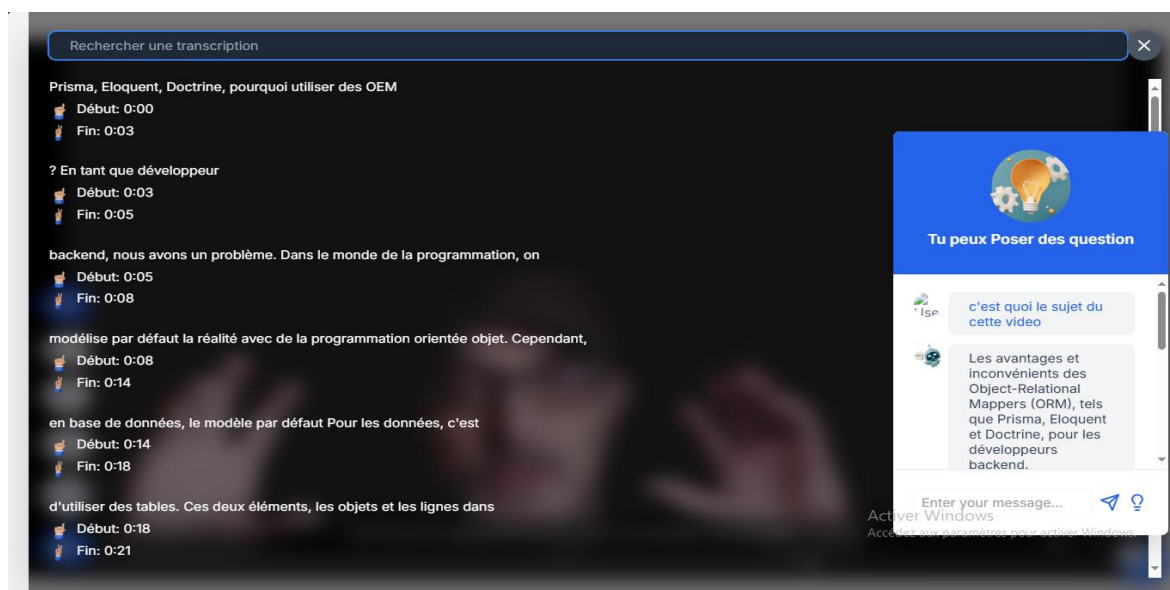 Rechercher une transcription
Prisma, Eloquent, Doctrine, pourquoi utiliser des OEM
Début: 0:00
Fin: 0:03
? En tant que développeur
Début: 0:03
Fin: 0:05
backend, nous avons un problème. Dans le monde de la programmation, on
Début: 0:05
Fin: 0:08
modélise par défaut la réalité avec de la programmation orientée objet. Cependant,
Début: 0:08
Fin: 0:14
en base de données, le modèle par défaut Pour les données, c'est
Début: 0:14
Fin: 0:18
d'utiliser des tables. Ces deux éléments, les objets et les lignes dans
Début: 0:18
Fin: 0:21
Tu peux Poser des question
c'est quoi le sujet du
cette video
Les avantages et
inconvénients des
Object-Relational
Mappers (ORM), tels
que Prisma, Eloquent
et Doctrine, pour les
développeurs
backend.
Enter your message...
Activer Windows
Accédez aux paramètres pour activer Windows.